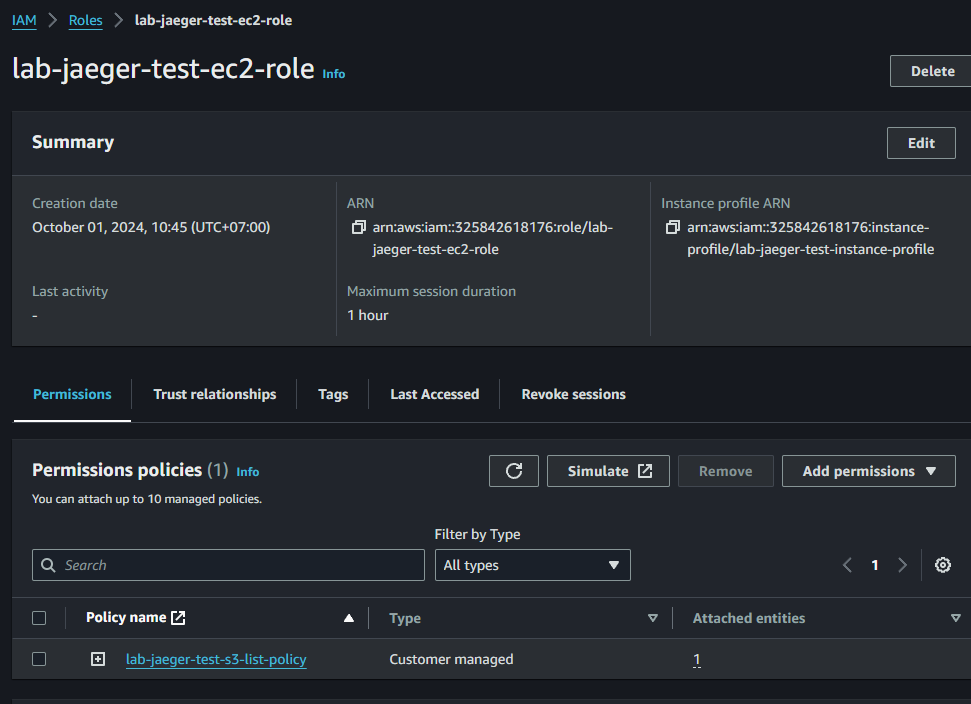 IAM > Roles > lab-jaeger-test-ec2-role
lab-jaeger-test-ec2-role Info
Delete
Summary
Edit
Creation date
October 01, 2024, 10:45 (UTC+07:00)
ARN
arn:aws:iam::325842618176:role/lab-
jaeger-test-ec2-role
Instance profile ARN
arn:aws:iam::325842618176:instance-
profile/lab-jaeger-test-instance-profile
Last activity
-
Maximum session duration
1 hour
Permissions
Trust relationships
Tags
Last Accessed
Revoke sessions
Permissions policies (1) Info
You can attach up to 10 managed policies.
Simulate
Remove
Add permissions
Filter by Type
Search
All types
1
Policy name
Type
Attached entities
lab-jaeger-test-s3-list-policy
Customer managed
1